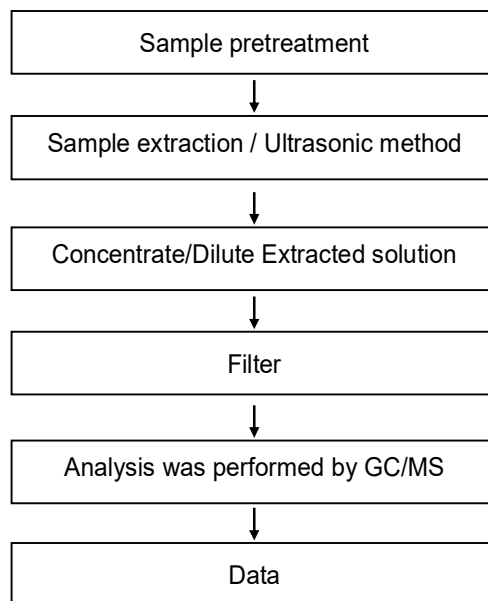 Sample pretreatment
Sample extraction / Ultrasonic method
Concentrate/Dilute Extracted solution
Filter
Analysis was performed by GC/MS
Data